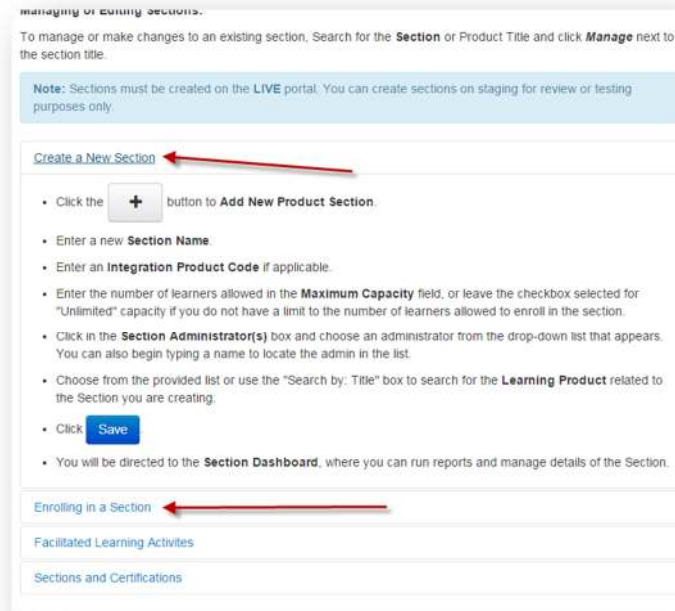 Managing or Editing Sections:
To manage or make changes to an existing section, Search for the Section or Product Title and click Manage next to
the section title.
Note: Sections must be created on the LIVE portal. You can create sections on staging for review or testing
purposes only.
Create a New Section
• Click the + button to Add New Product Section.
• Enter a new Section Name.
• Enter an Integration Product Code if applicable.
• Enter the number of learners allowed in the Maximum Capacity field, or leave the checkbox selected for
"Unlimited" capacity if you do not have a limit to the number of learners allowed to enroll in the section.
• Click in the Section Administrator(s) box and choose an administrator from the drop-down list that appears.
You can also begin typing a name to locate the admin in the list.
• Choose from the provided list or use the "Search by: Title" box to search for the Learning Product related to
the Section you are creating.
• Click Save .
• You will be directed to the Section Dashboard, where you can run reports and manage details of the Section.
Enrolling in a Section
Facilitated Learning Activites
Sections and Certifications